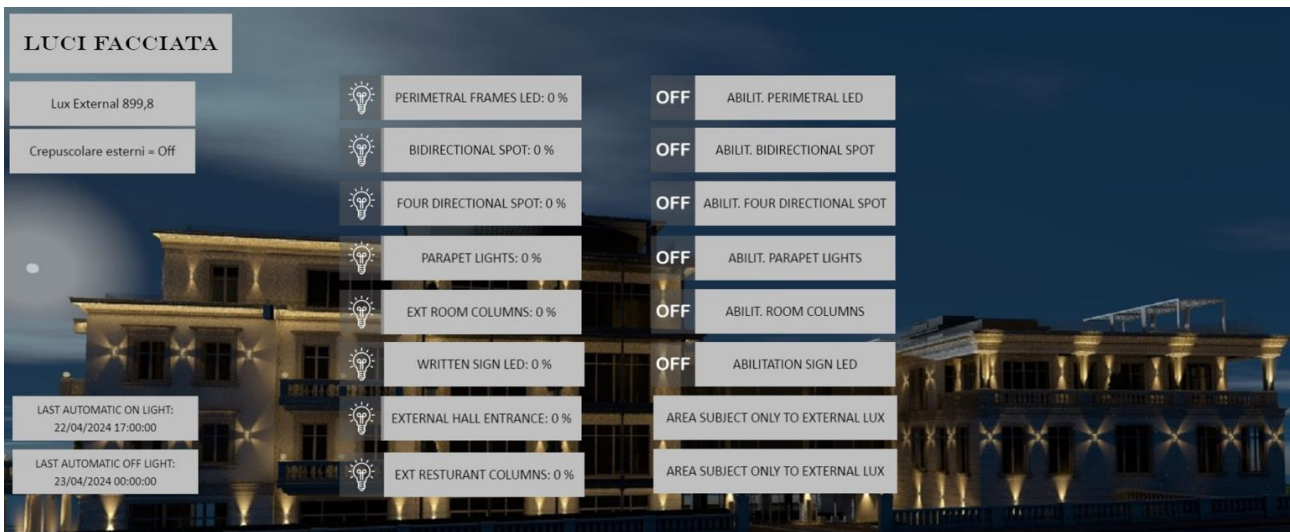 LUCI FACCIATA
Lux External 899,8
Crepuscolare esterni = Off
PERIMETRAL FRAMES LED: 0 %
OFF ABILIT. PERIMETRAL LED
BIDIRECTIONAL SPOT: 0 %
OFF ABILIT. BIDIRECTIONAL SPOT
FOUR DIRECTIONAL SPOT: 0 %
OFF ABILIT. FOUR DIRECTIONAL SPOT
PARAPET LIGHTS: 0 %
OFF ABILIT. PARAPET LIGHTS
EXT ROOM COLUMNS: 0 %
OFF ABILIT. ROOM COLUMNS
WRITTEN SIGN LED: 0 %
OFF ABILITATION SIGN LED
LAST AUTOMATIC ON LIGHT:
22/04/2024 17:00:00
EXTERNAL HALL ENTRANCE: 0 %
AREA SUBJECT ONLY TO EXTERNAL LUX
LAST AUTOMATIC OFF LIGHT:
23/04/2024 00:00:00
EXT RESTURANT COLUMNS: 0 %
AREA SUBJECT ONLY TO EXTERNAL LUX